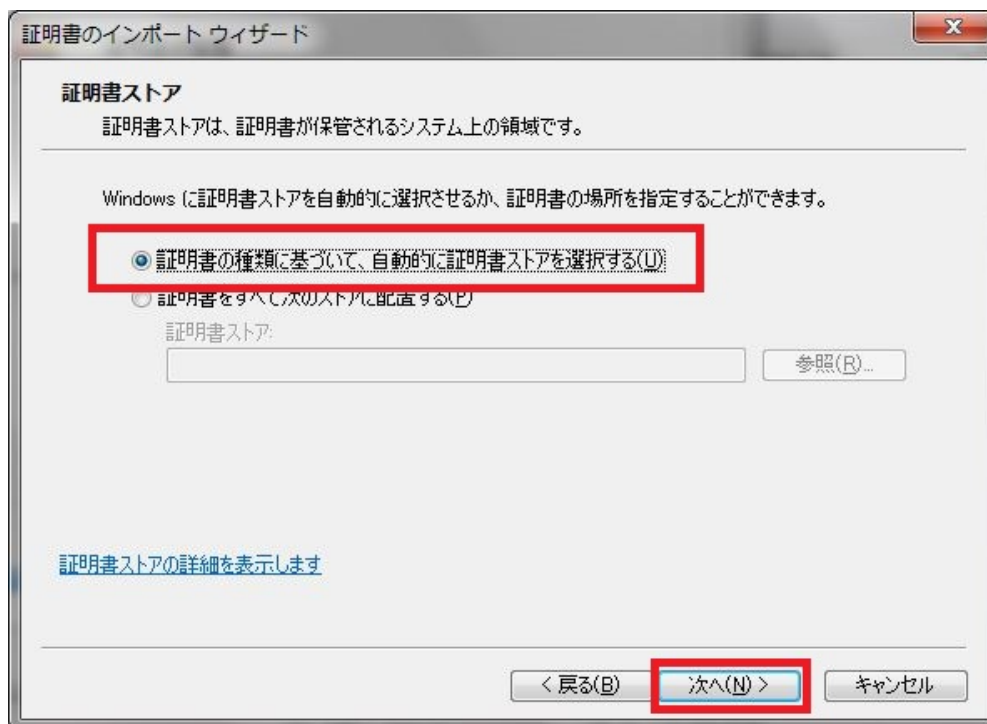 証明書のインポート ウィザード
証明書ストア
証明書ストアは、証明書が保管されるシステム上の領域です。
Windows に証明書ストアを自動的に選択させるか、証明書の場所を指定することができます。
証明書の種類に基づいて、自動的に証明書ストアを選択する(U)
証明書をすべて次のストアに配置する(P)
証明書ストア:
参照(R)...
証明書ストアの詳細を表示します
< 戻る(B)
次へ(N) >
キャンセル